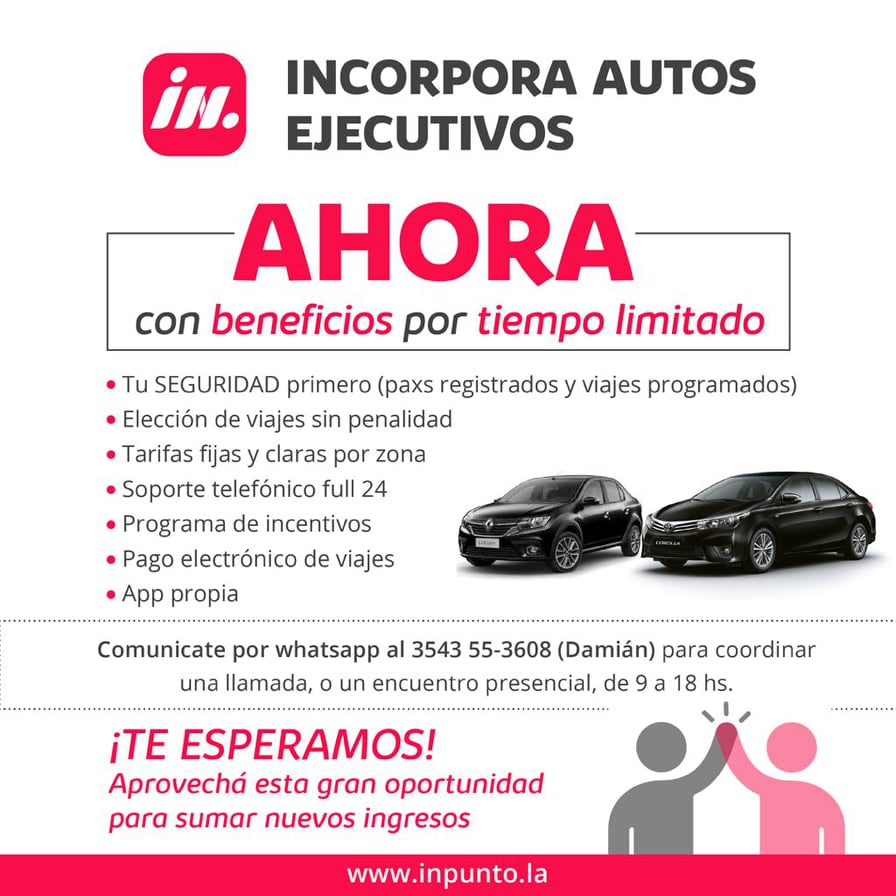 in.
INCORPORA AUTOS
EJECUTIVOS
AHORA
con beneficios por tiempo limitado
• Tu SEGURIDAD primero (paxs registrados y viajes programados)
• Elección de viajes sin penalidad
• Tarifas fijas y claras por zona
• Soporte telefónico full 24
• Programa de incentivos
• Pago electrónico de viajes
• App propia
LOGAN
COROLLA
Comunicate por whatsapp al 3543 55-3608 (Damián) para coordinar
una llamada, o un encuentro presencial, de 9 a 18 hs.
¡TE ESPERAMOS!
Aprovechá esta gran oportunidad
para sumar nuevos ingresos
www.inpunto.la